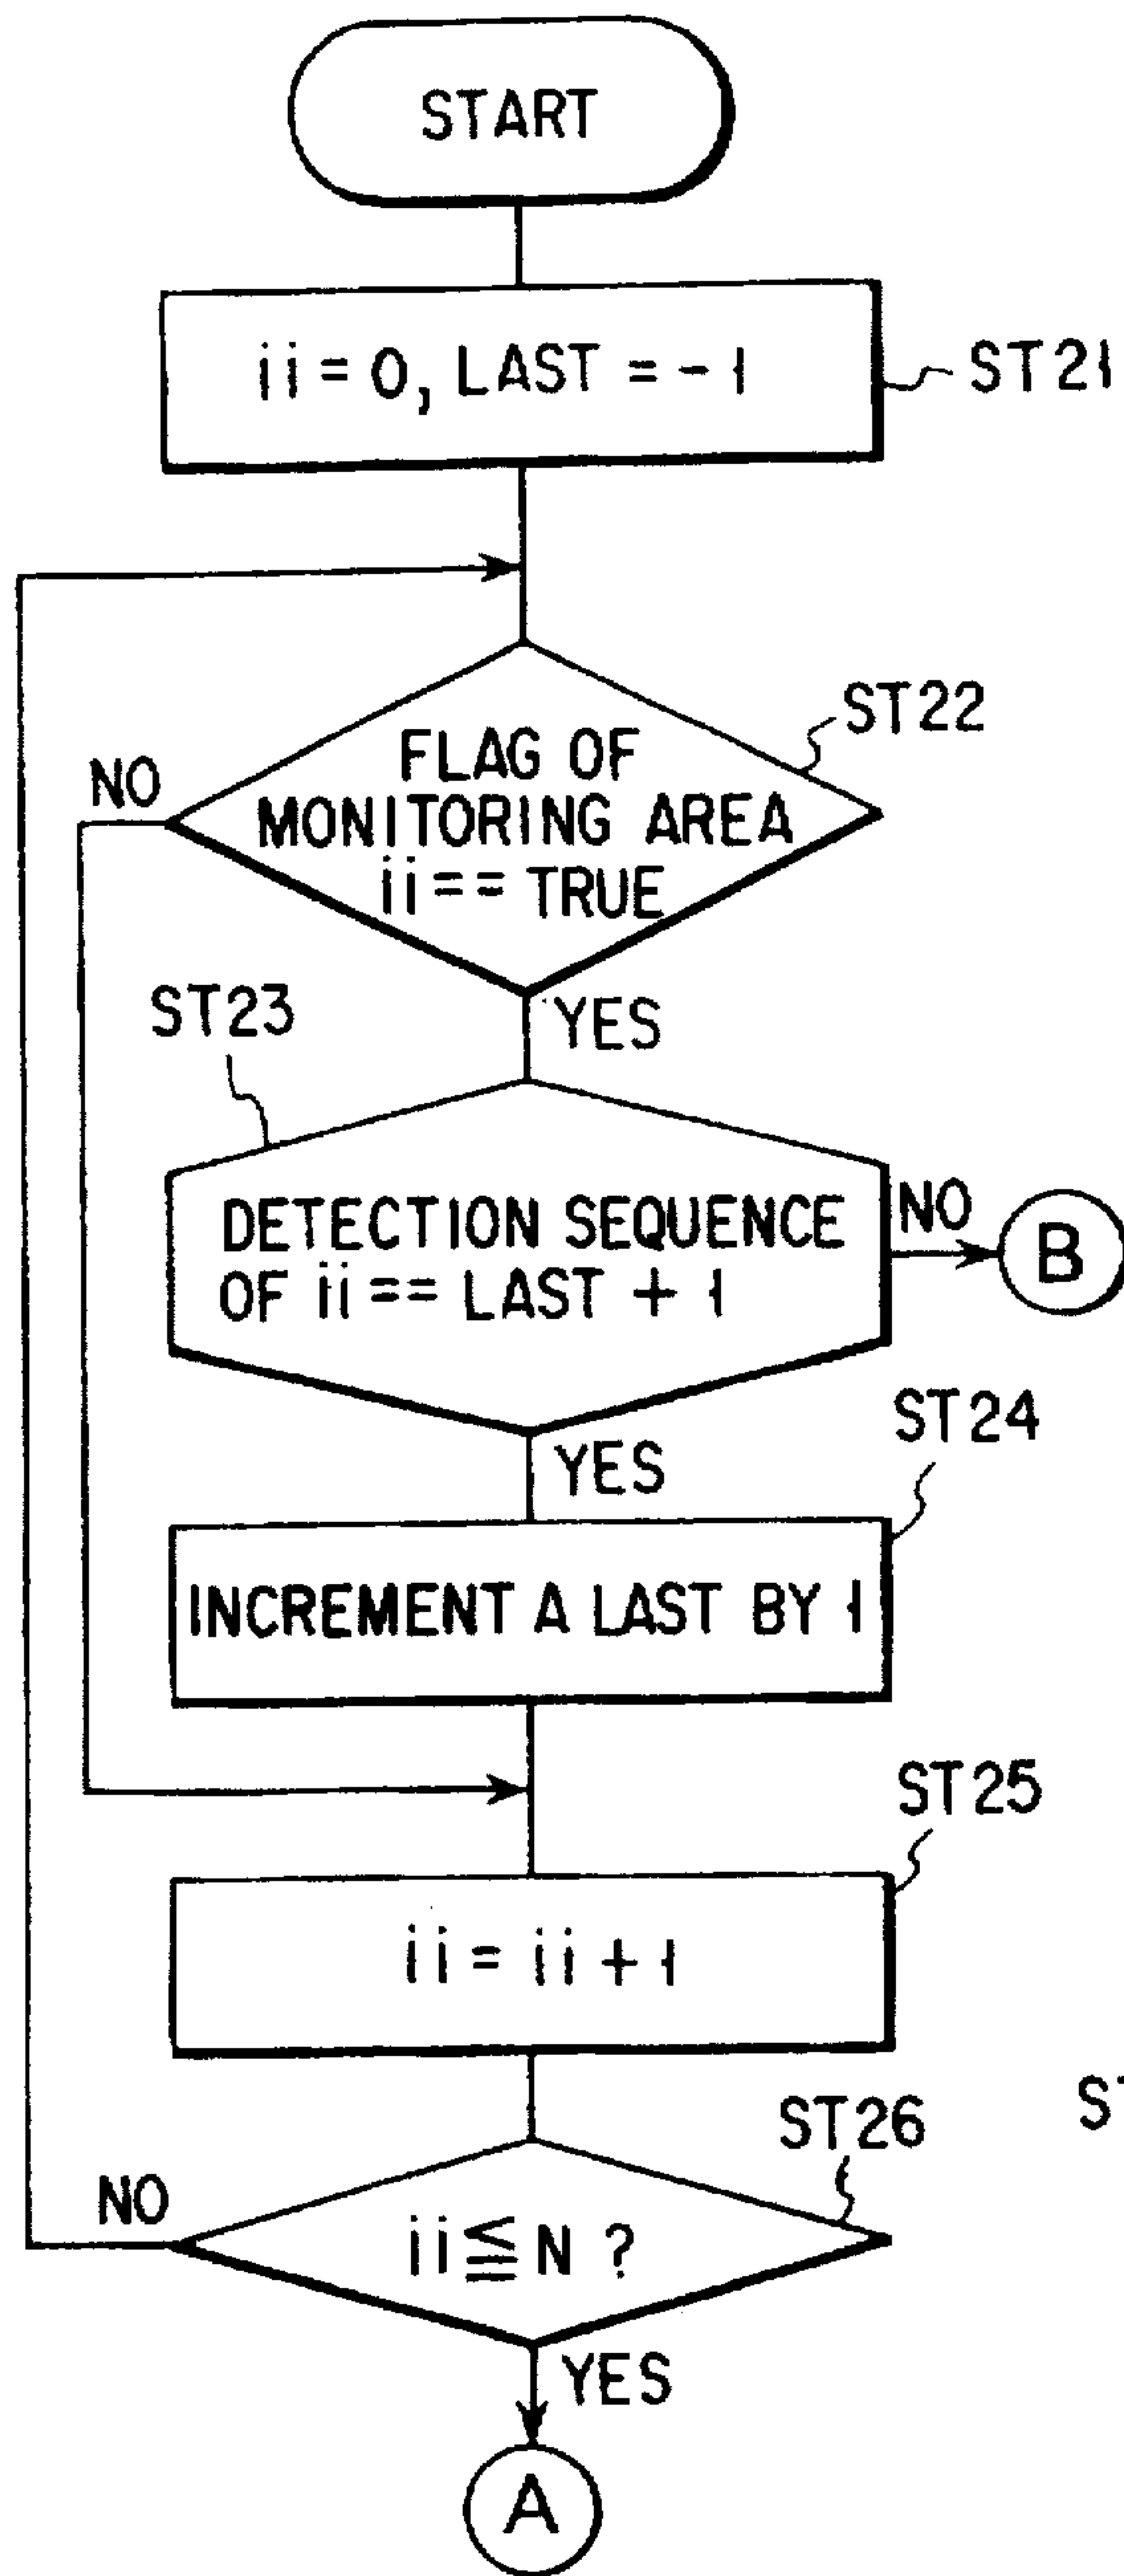 START
ii = 0, LAST = -1
ST21
ST22
FLAG OF
MONITORING AREA
ii == TRUE
NO
YES
ST23
DETECTION SEQUENCE
OF ii == LAST + 1
NO
B
YES
ST24
INCREMENT A LAST BY 1
ST25
ii = ii + 1
ST26
ii ≦ N ?
NO
YES
A